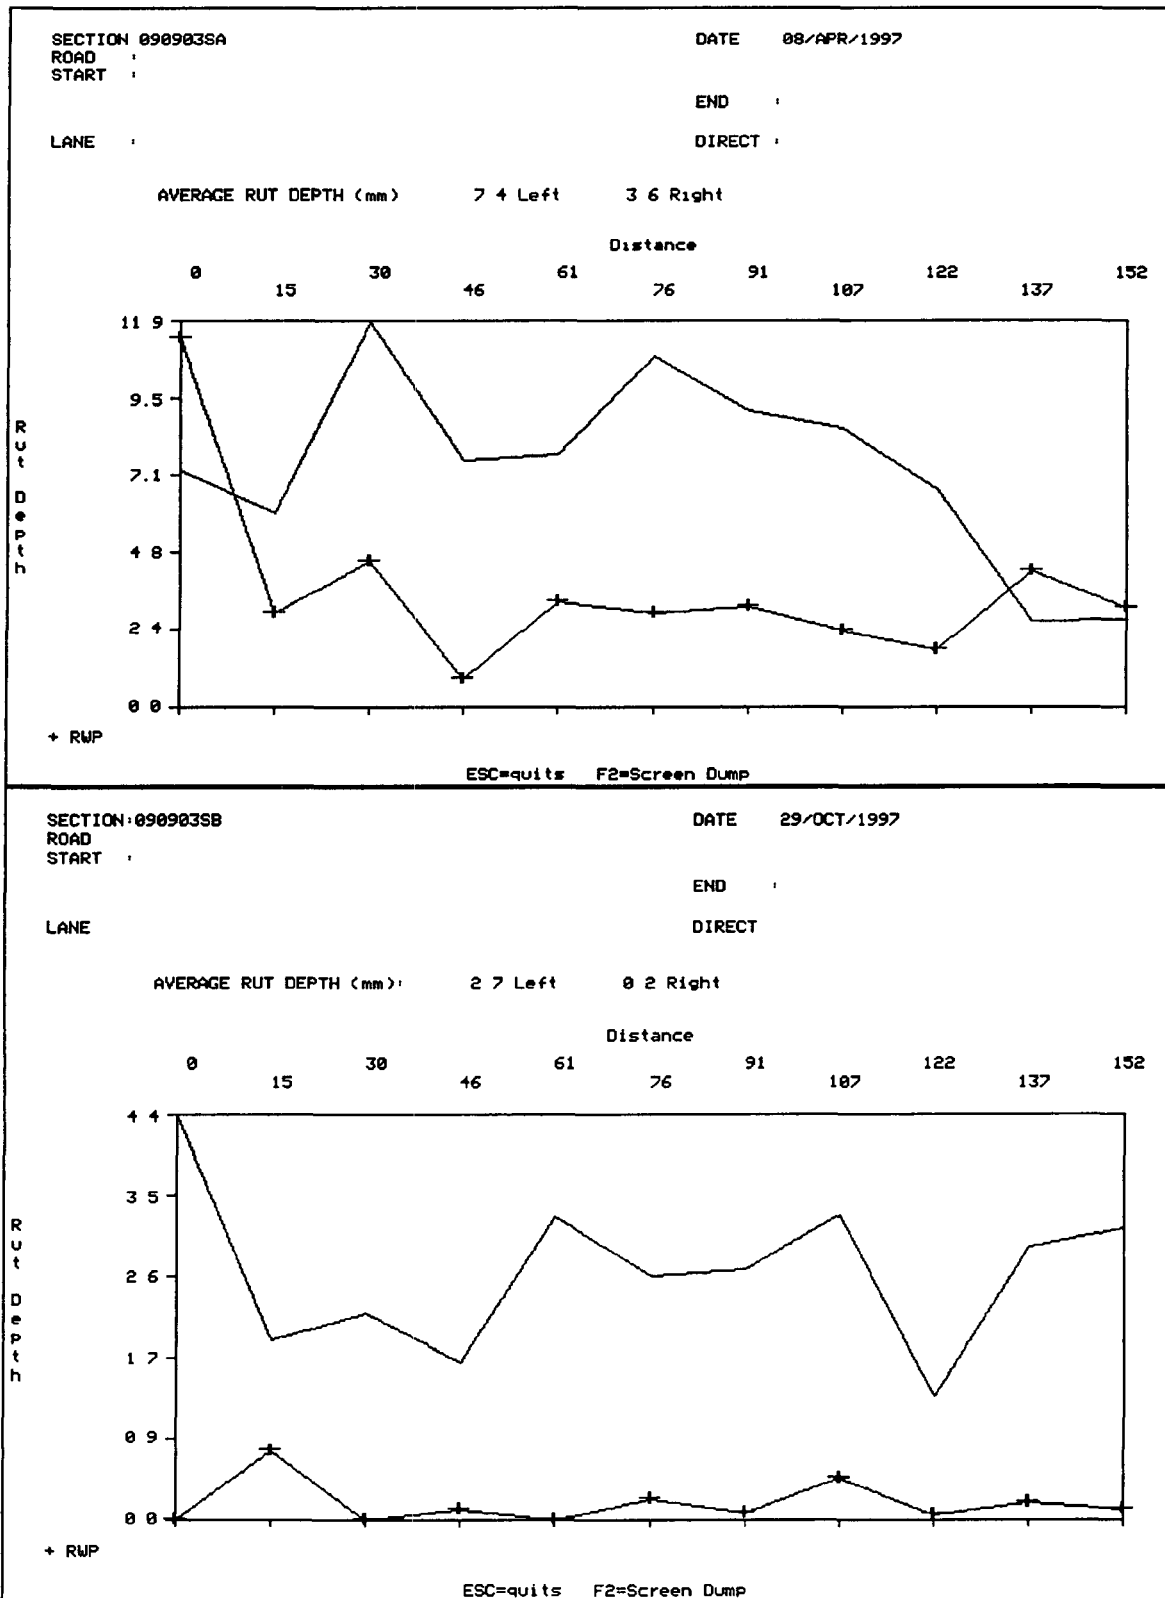 SECTION 090903SA DATE 08/APR/1997
ROAD :
START :
END :
LANE : DIRECT :
AVERAGE RUT DEPTH (mm) 7 4 Left 3 6 Right
Distance
0 30 61 91 122 152
15 46 76 107 137
11 9
9.5
7.1
4 8
2 4
0 0
Rut Depth
+ RWP
ESC=quits F2=Screen Dump
SECTION:090903SB DATE 29/OCT/1997
ROAD
START :
END :
LANE DIRECT
AVERAGE RUT DEPTH (mm): 2 7 Left 0 2 Right
Distance
0 30 61 91 122 152
15 46 76 107 137
4 4
3 5
2 6
1 7
0 9
0 0
Rut Depth
+ RWP
ESC=quits F2=Screen Dump